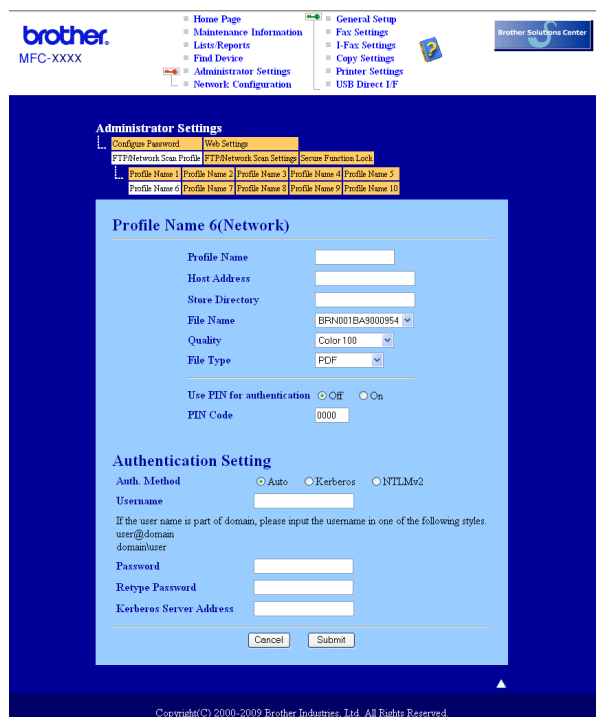 brother.
MFC-XXXX
Home Page
Maintenance Information
Lists/Reports
Find Device
Administrator Settings
Network Configuration
General Setup
Fax Settings
I-Fax Settings
Copy Settings
Printer Settings
USB Direct I/F
Brother Solutions Center
Administrator Settings
Configure Password Web Settings
FTP/Network Scan Profile FTP/Network Scan Settings Secure Function Lock
Profile Name 1 Profile Name 2 Profile Name 3 Profile Name 4 Profile Name 5
Profile Name 6 Profile Name 7 Profile Name 8 Profile Name 9 Profile Name 10
Profile Name 6(Network)
Profile Name
Host Address
Store Directory
File Name BRN001BA9000954
Quality Color 100
File Type PDF
Use PIN for authentication Off On
PIN Code 0000
Authentication Setting
Auth. Method Auto Kerberos NTLMv2
Username
If the user name is part of domain, please input the username in one of the following styles.
user@domain
domain\user
Password
Retype Password
Kerberos Server Address
Cancel Submit
Copyright(C) 2000-2009 Brother Industries, Ltd. All Rights Reserved.